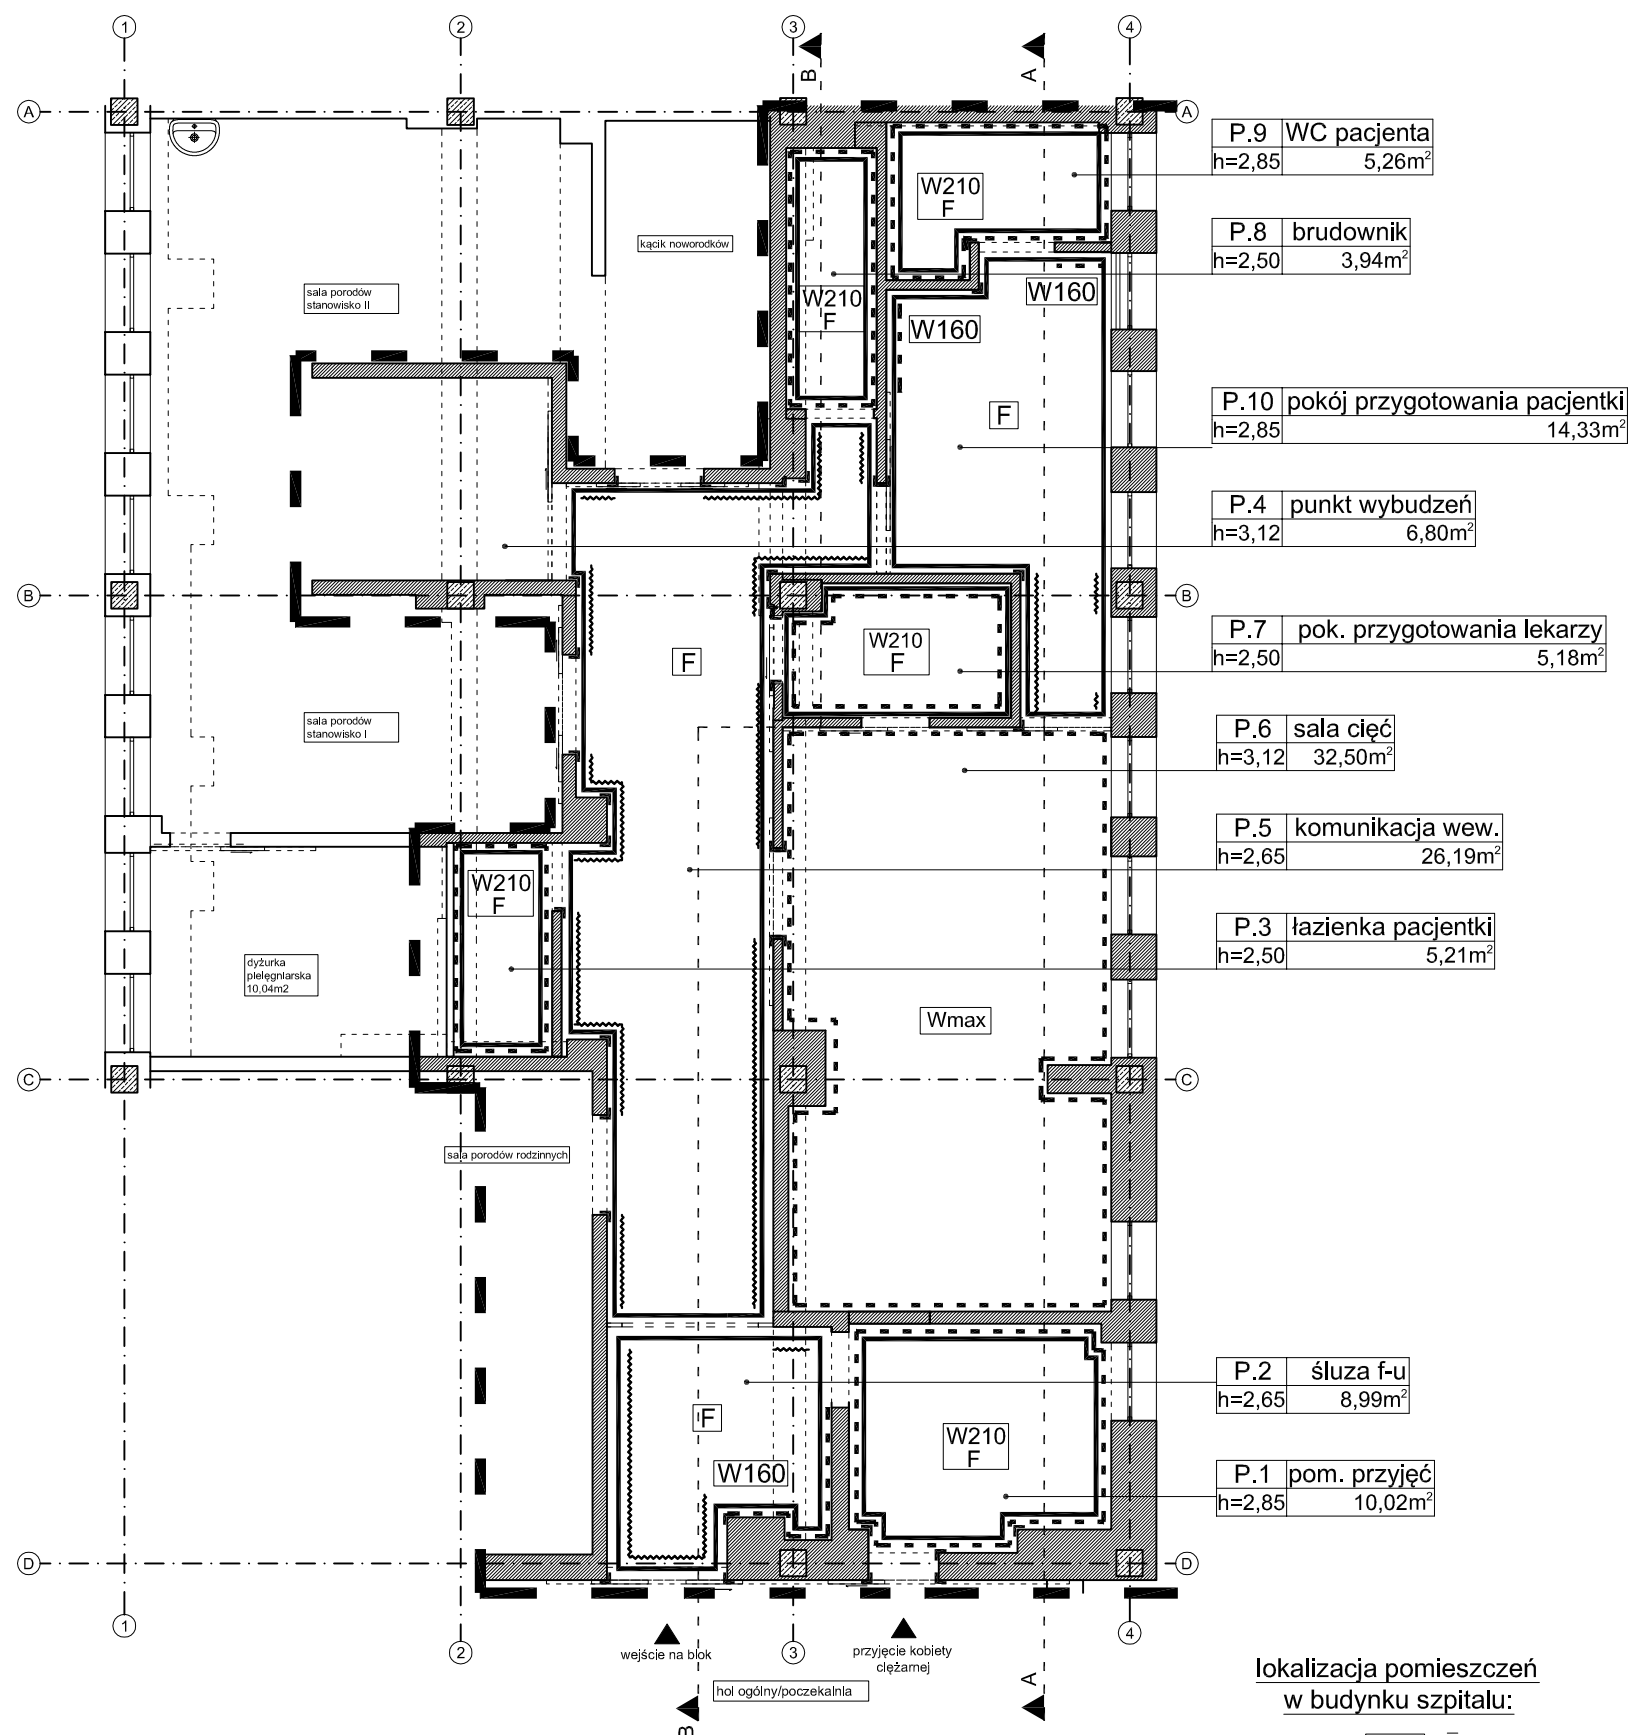 1
2
3
4
B
A
A
A
P.9 WC pacjenta
h=2,85 5,26m²
W210
F
P.8 brudownik
h=2,50 3,94m²
kącik noworodków
sala porodów
stanowisko II
W210
F
W160
W160
P.10 pokój przygotowania pacjentki
h=2,85 14,33m²
F
P.4 punkt wybudzeń
h=3,12 6,80m²
B
B
P.7 pok. przygotowania lekarzy
h=2,50 5,18m²
W210
F
F
sala porodów
stanowisko I
P.6 sala cięć
h=3,12 32,50m²
P.5 komunikacja wew.
h=2,65 26,19m²
W210
F
P.3 łazienka pacjentki
h=2,50 5,21m²
dyżurka
pielęgniarska
10,04m2
Wmax
C
C
sala porodów rodzinnych
P.2 śluza f-u
h=2,65 8,99m²
F
W160
W210
F
P.1 pom. przyjęć
h=2,85 10,02m²
D
D
1
2
3
4
wejście na blok
przyjęcie kobiety
ciężarnej
hol ogólny/poczekalnia
B
A
lokalizacja pomieszczeń
w budynku szpitalu: